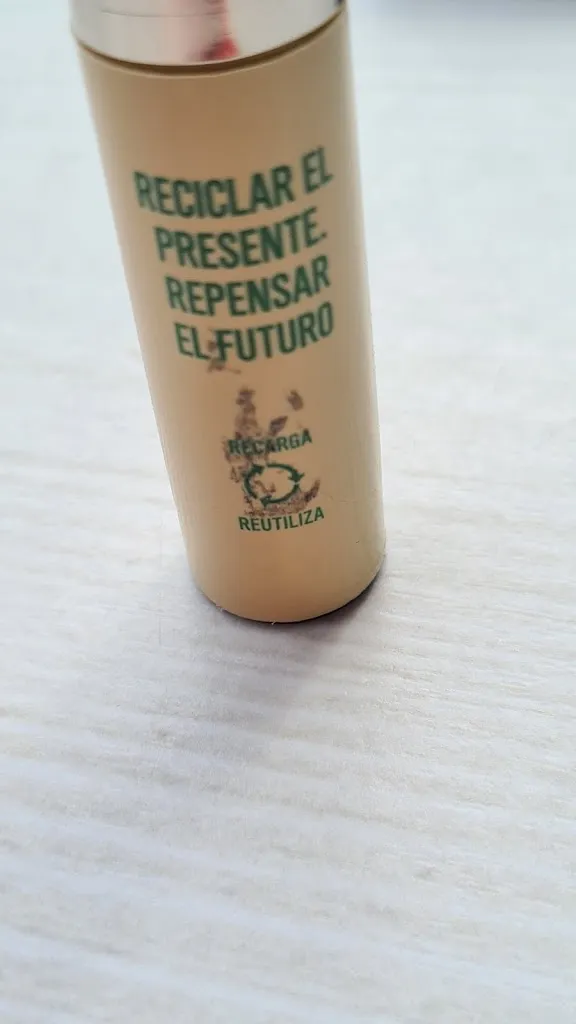 RECICLAR EL
PRESENTE.
REPENSAR
EL FUTURO
RECARGA
REUTILIZA